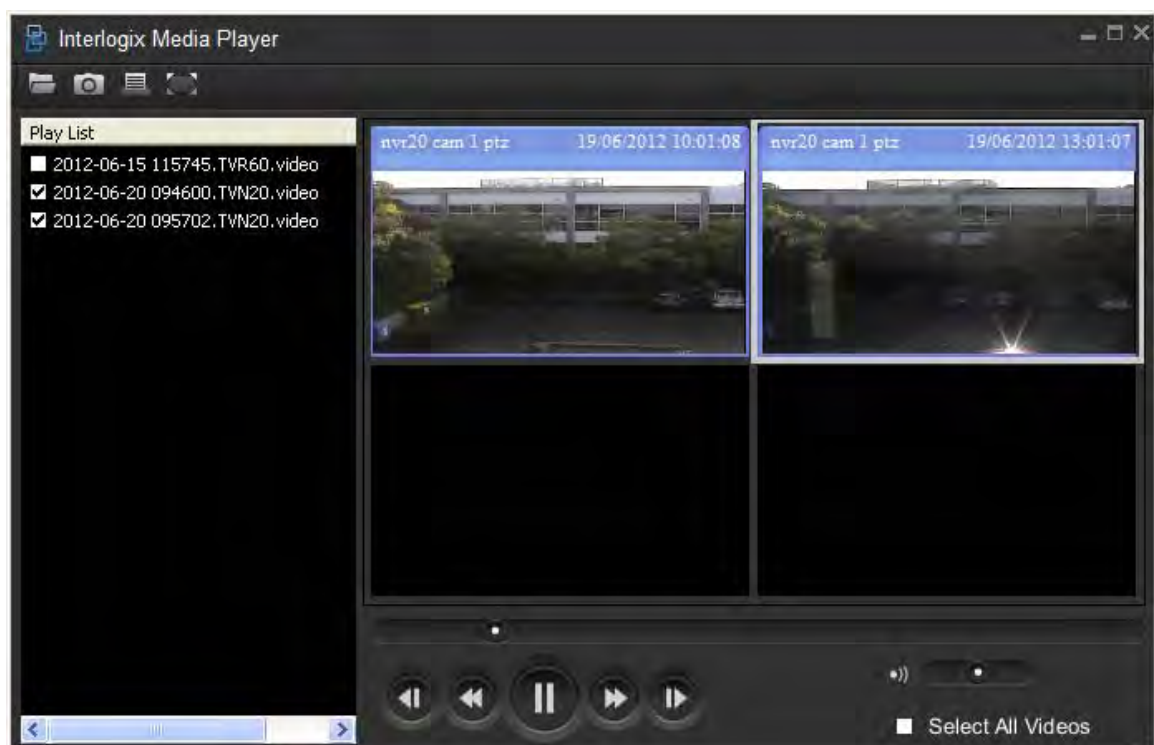 Interlogix Media Player
Play List
2012-06-15 115745.TVR60.video
2012-06-20 094600.TVN20.video
2012-06-20 095702.TVN20.video
nvr20 cam 1 ptz 19/06/2012 10:01:08
nvr20 cam 1 ptz 19/06/2012 13:01:07
Select All Videos